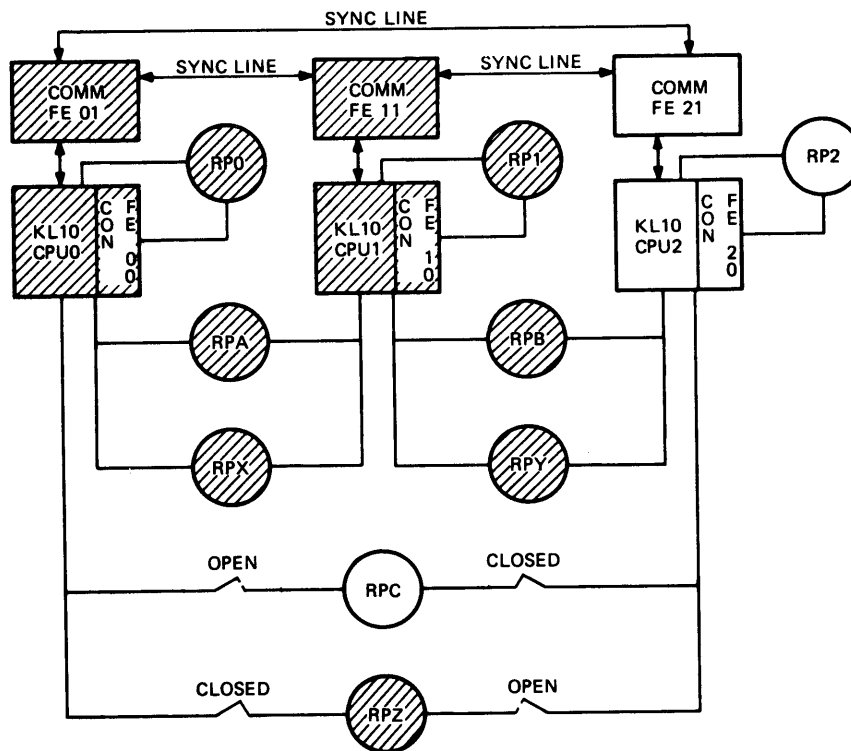 SYNC LINE
SYNC LINE
SYNC LINE
COMM
FE 01
COMM
FE 11
COMM
FE 21
RP0
RP1
RP2
KL10
CPU0
CON
FE 00
KL10
CPU1
CON
FE 10
KL10
CPU2
CON
FE 20
RPA
RPB
RPX
RPY
OPEN
CLOSED
RPC
CLOSED
OPEN
RPZ